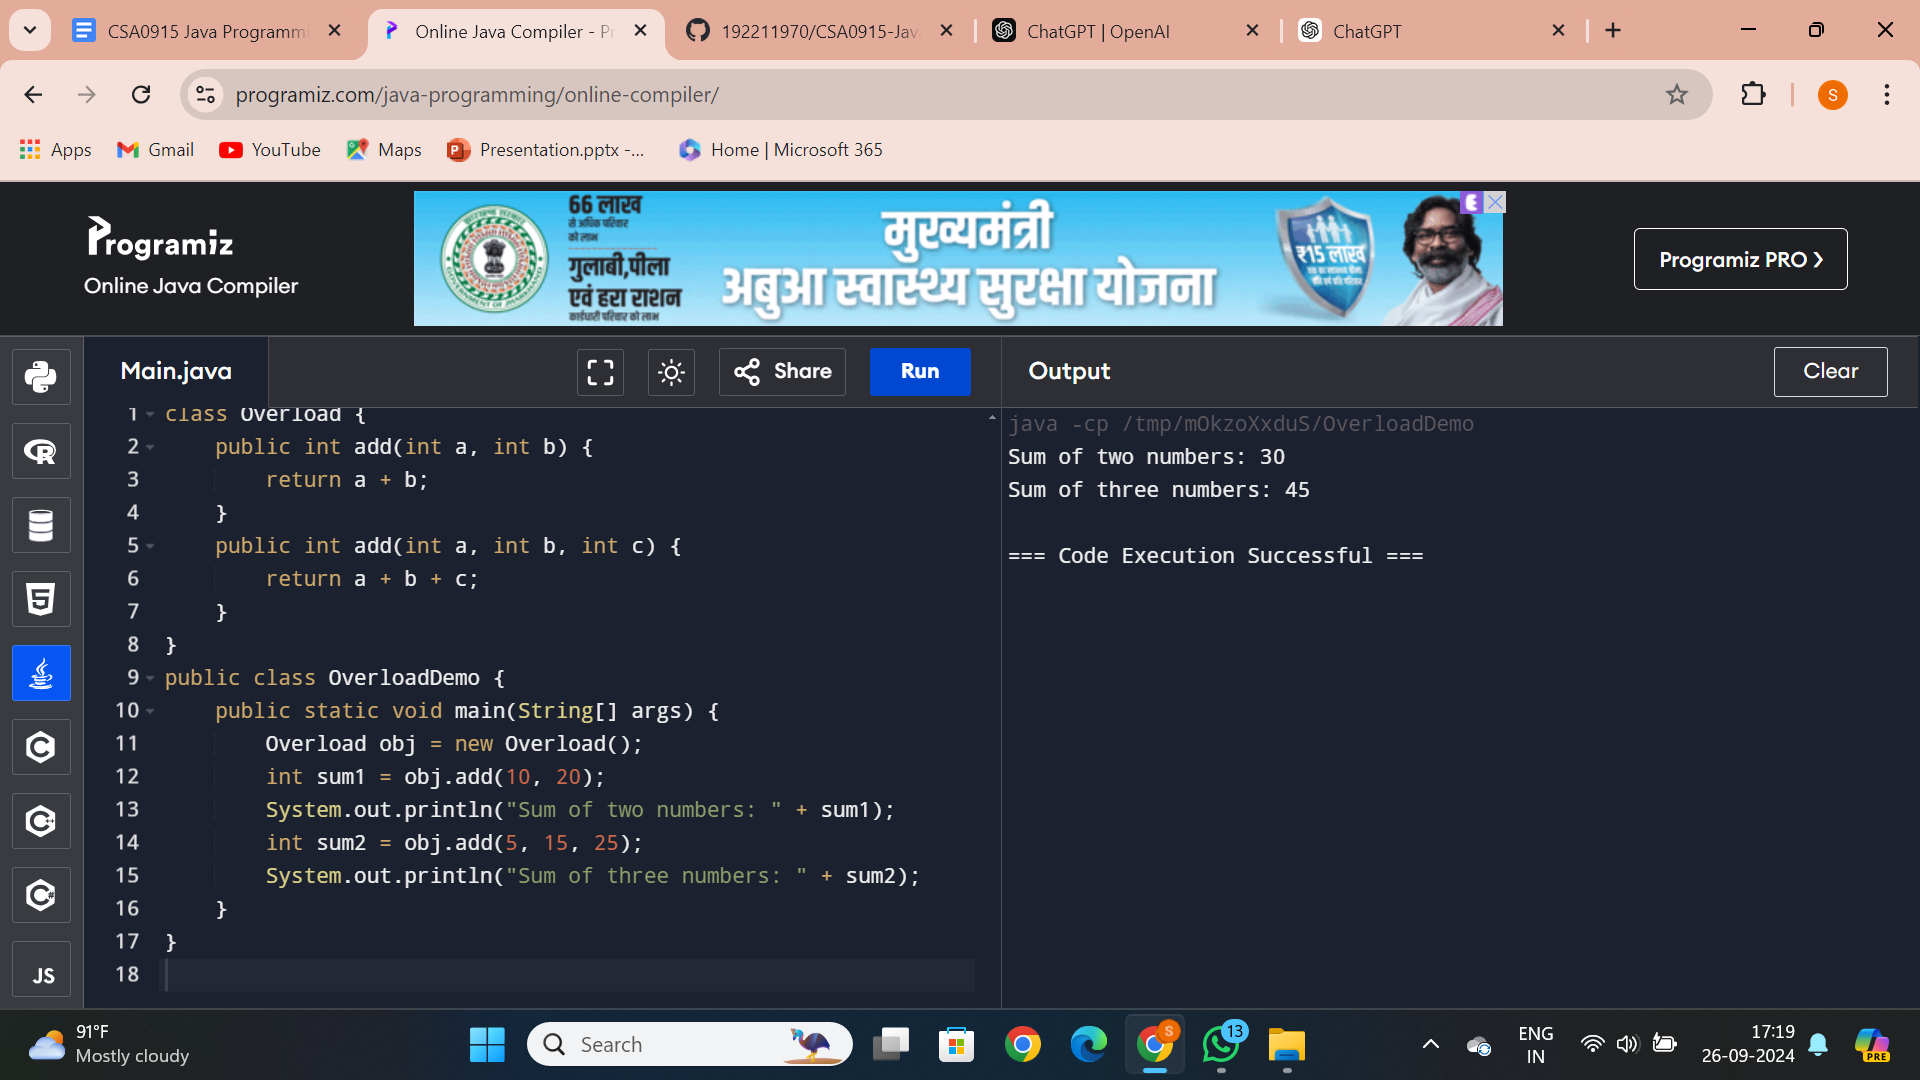 CSA0915 Java Programmi
Online Java Compiler - Pr
192211970/CSA0915-Jav
ChatGPT | OpenAI
ChatGPT
programiz.com/java-programming/online-compiler/
S
Apps
Gmail
YouTube
Maps
Presentation.pptx -...
Home | Microsoft 365
Programiz
Online Java Compiler
66 लाख
से अधिक परिवार
को लाभ
गुलाबी,पीला
एवं हरा राशन
कार्डधारी परिवार को लाभ
मुख्यमंत्री
अबुआ स्वास्थ्य सुरक्षा योजना
₹15 लाख
Programiz PRO ❯
Main.java
Share
Run
Output
Clear
1 class Overload {
2 public int add(int a, int b) {
3 return a + b;
4 }
5 public int add(int a, int b, int c) {
6 return a + b + c;
7 }
8 }
9 public class OverloadDemo {
10 public static void main(String[] args) {
11 Overload obj = new Overload();
12 int sum1 = obj.add(10, 20);
13 System.out.println("Sum of two numbers: " + sum1);
14 int sum2 = obj.add(5, 15, 25);
15 System.out.println("Sum of three numbers: " + sum2);
16 }
17 }
18
java -cp /tmp/mOkzoXxduS/OverloadDemo
Sum of two numbers: 30
Sum of three numbers: 45
=== Code Execution Successful ===
R
5
C
C++
C#
JS
91°F
Mostly cloudy
Search
S
13
ENG
IN
17:19
26-09-2024
PRE